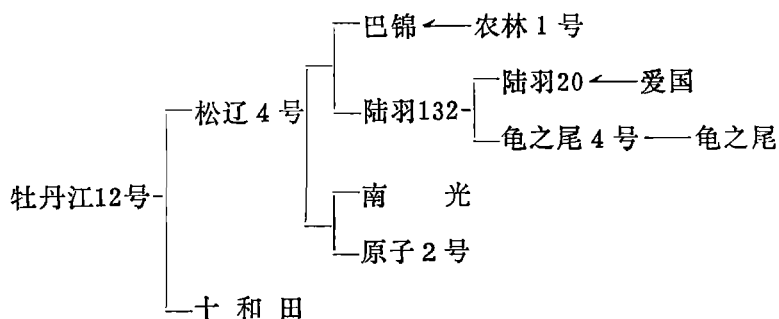 巴锦 农林1号
陆羽20 爱国
松辽4号 陆羽132
龟之尾4号 龟之尾
牡丹江12号 南 光
原子2号
十和田